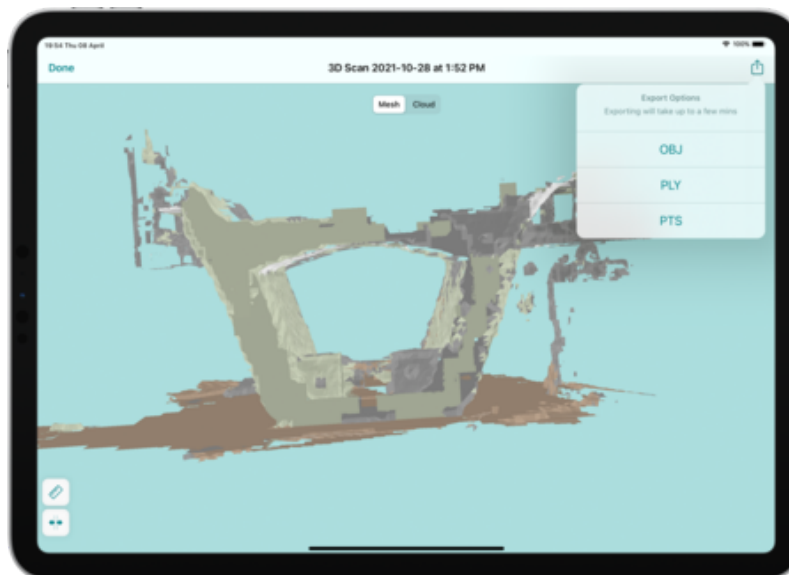 19:54 Thu 08 April
100%
Done
3D Scan 2021-10-28 at 1:52 PM
Mesh
Cloud
Export Options
Exporting will take up to a few mins
OBJ
PLY
PTS